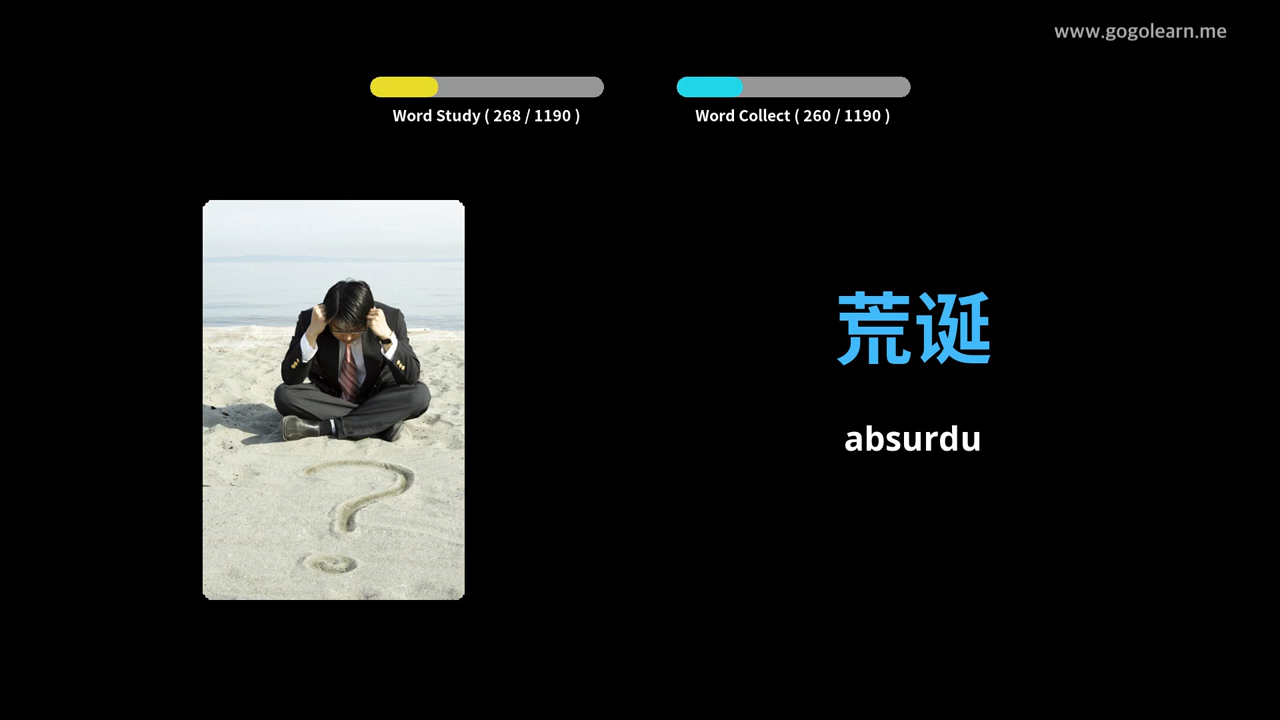 www.gogolearn.me
Word Study ( 268 / 1190 )
Word Collect ( 260 / 1190 )
荒诞
absurdu
?